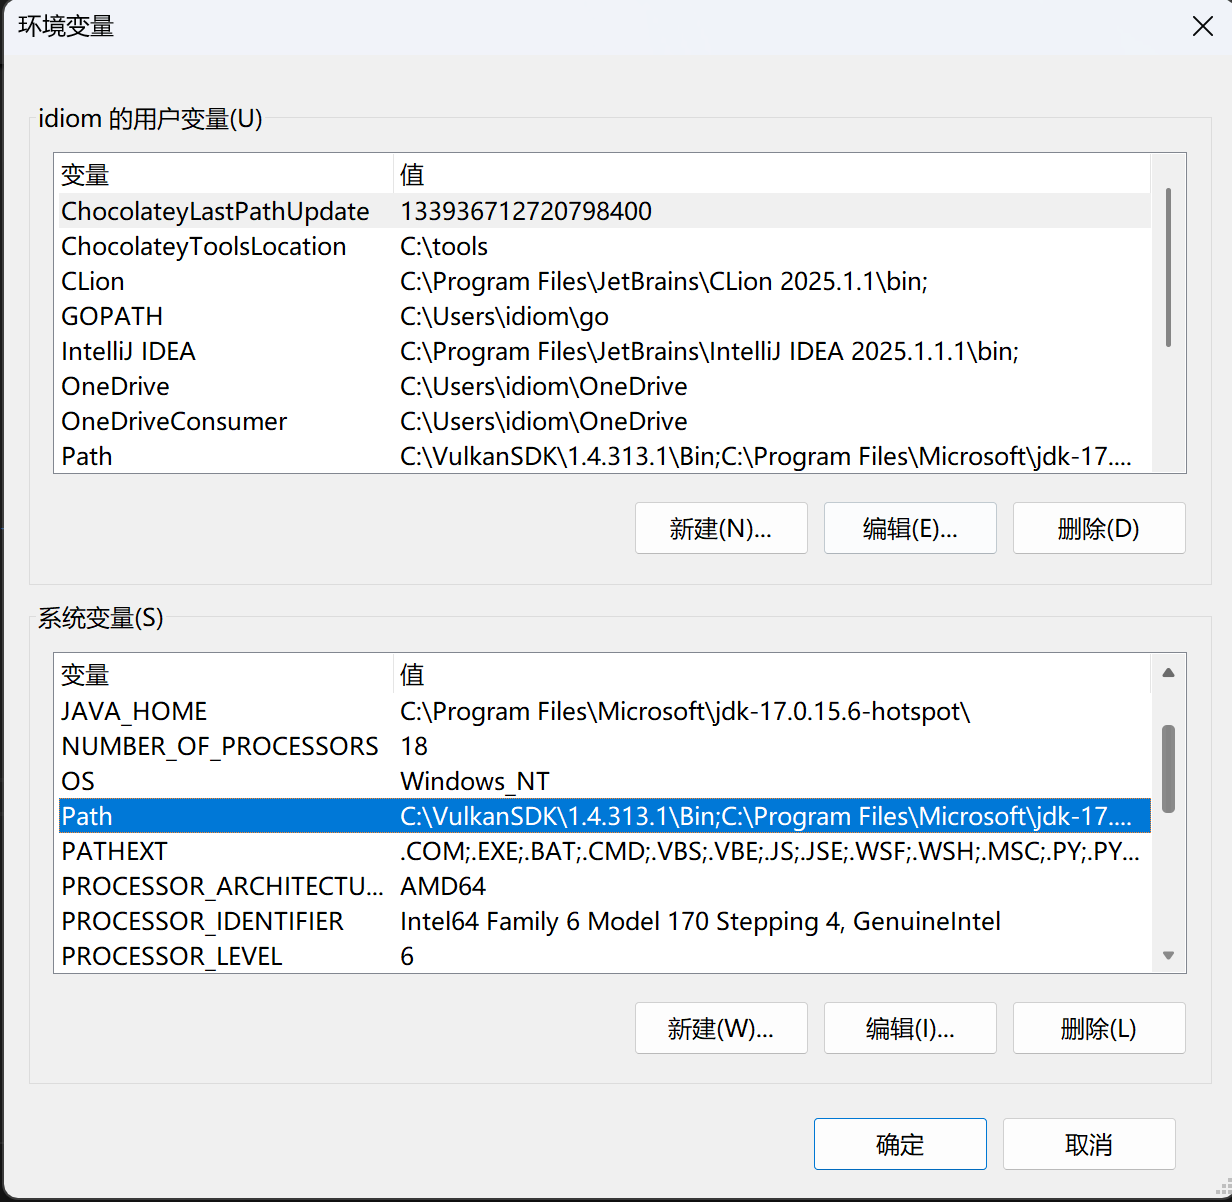 环境变量
idiom 的用户变量(U)
变量 值
ChocolateyLastPathUpdate 133936712720798400
ChocolateyToolsLocation C:\tools
CLion C:\Program Files\JetBrains\CLion 2025.1.1\bin;
GOPATH C:\Users\idiom\go
IntelliJ IDEA C:\Program Files\JetBrains\IntelliJ IDEA 2025.1.1.1\bin;
OneDrive C:\Users\idiom\OneDrive
OneDriveConsumer C:\Users\idiom\OneDrive
Path C:\VulkanSDK\1.4.313.1\Bin;C:\Program Files\Microsoft\jdk-17....
新建(N)... 编辑(E)... 删除(D)
系统变量(S)
变量 值
JAVA_HOME C:\Program Files\Microsoft\jdk-17.0.15.6-hotspot\
NUMBER_OF_PROCESSORS 18
OS Windows_NT
Path C:\VulkanSDK\1.4.313.1\Bin;C:\Program Files\Microsoft\jdk-17....
PATHEXT .COM;.EXE;.BAT;.CMD;.VBS;.VBE;.JS;.JSE;.WSF;.WSH;.MSC;.PY;.PY...
PROCESSOR_ARCHITECTU... AMD64
PROCESSOR_IDENTIFIER Intel64 Family 6 Model 170 Stepping 4, GenuineIntel
PROCESSOR_LEVEL 6
新建(W)... 编辑(I)... 删除(L)
确定 取消